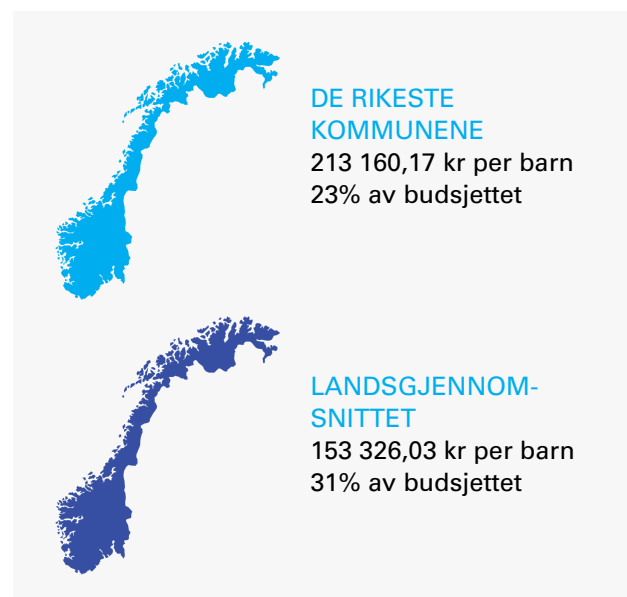 DE RIKESTE
KOMMUNENE
213 160,17 kr per barn
23% av budsjettet
LANDSGJENNOM-
SNITTET
153 326,03 kr per barn
31% av budsjettet